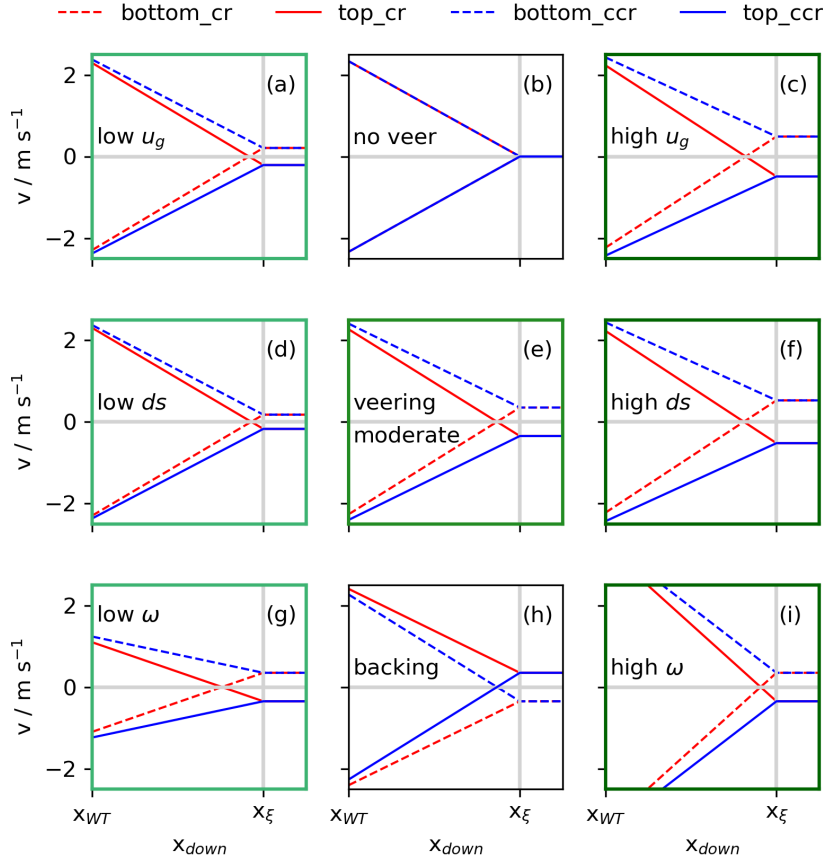 bottom_cr top_cr bottom_ccr top_ccr
2
0
−2
v / m s⁻¹
(a)
low u_g
(b)
no veer
(c)
high u_g
2
0
−2
v / m s⁻¹
(d)
low ds
(e)
veering
moderate
(f)
high ds
2
0
−2
v / m s⁻¹
(g)
low ω
(h)
backing
(i)
high ω
x_WT x_ξ x_WT x_ξ x_WT x_ξ
x_down x_down x_down